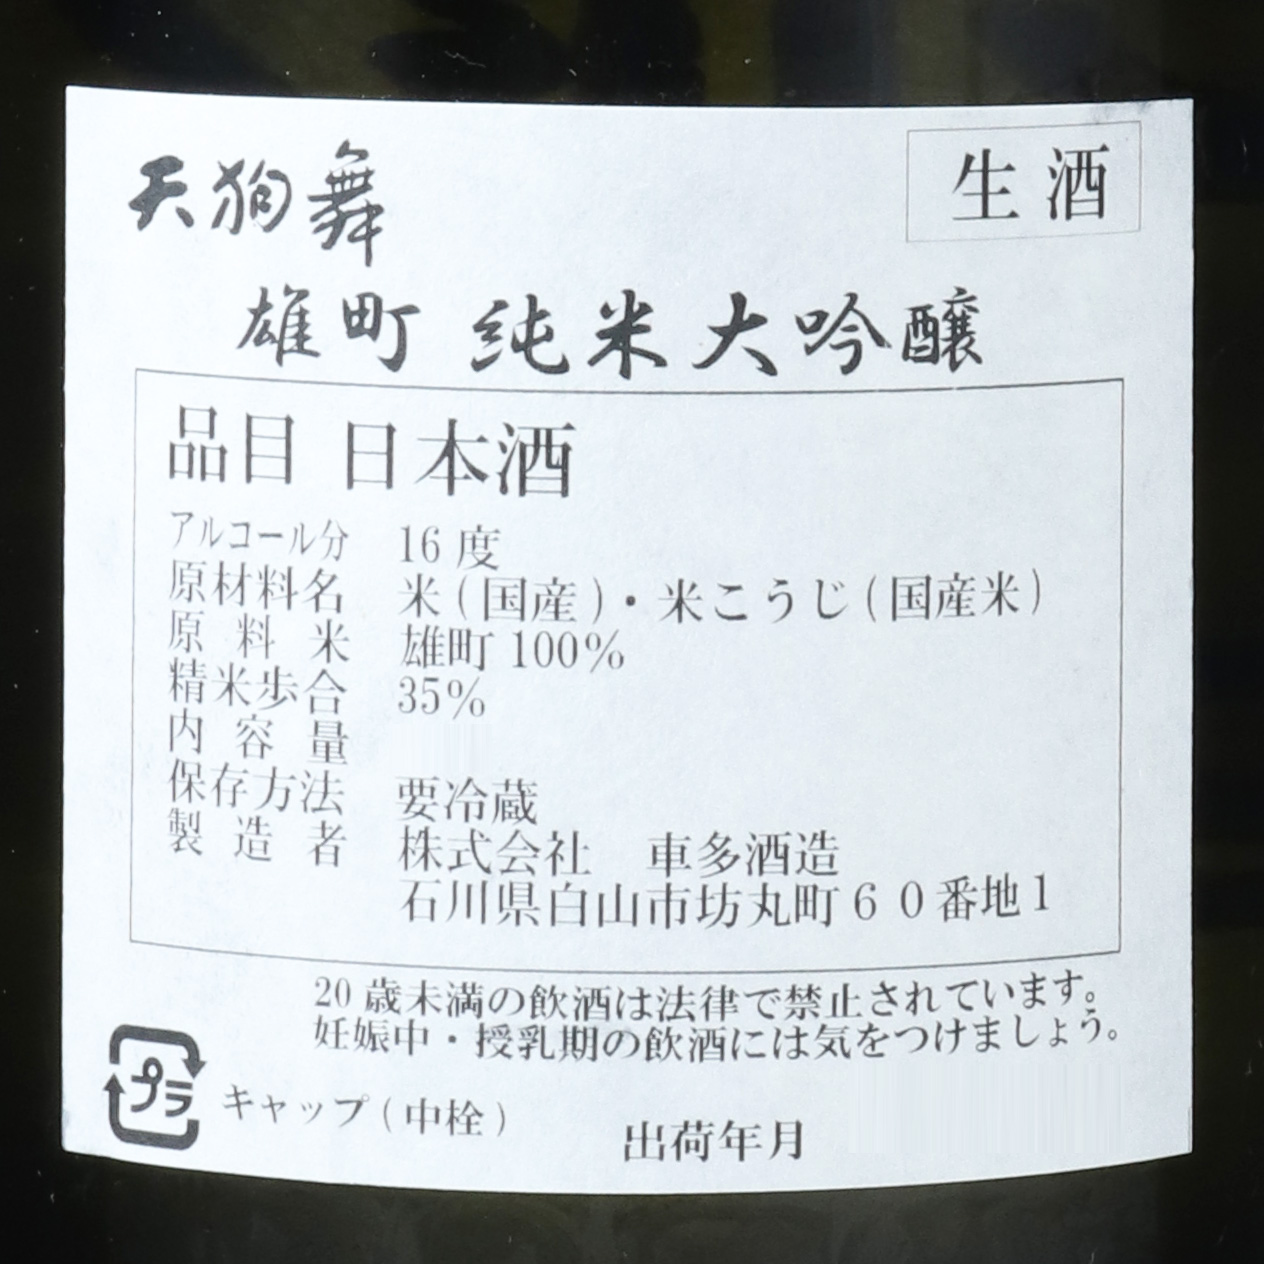 天狗舞
生酒
雄町 純米大吟醸
品目 日本酒
アルコール分 16度
原材料名 米(国産)・米こうじ(国産米)
原料米 雄町100%
精米歩合 35%
内容量
保存方法 要冷蔵
製造者 株式会社 車多酒造
石川県白山市坊丸町60番地1
20歳未満の飲酒は法律で禁止されています。
妊娠中・授乳期の飲酒には気をつけましょう。
プラ キャップ(中栓)
出荷年月